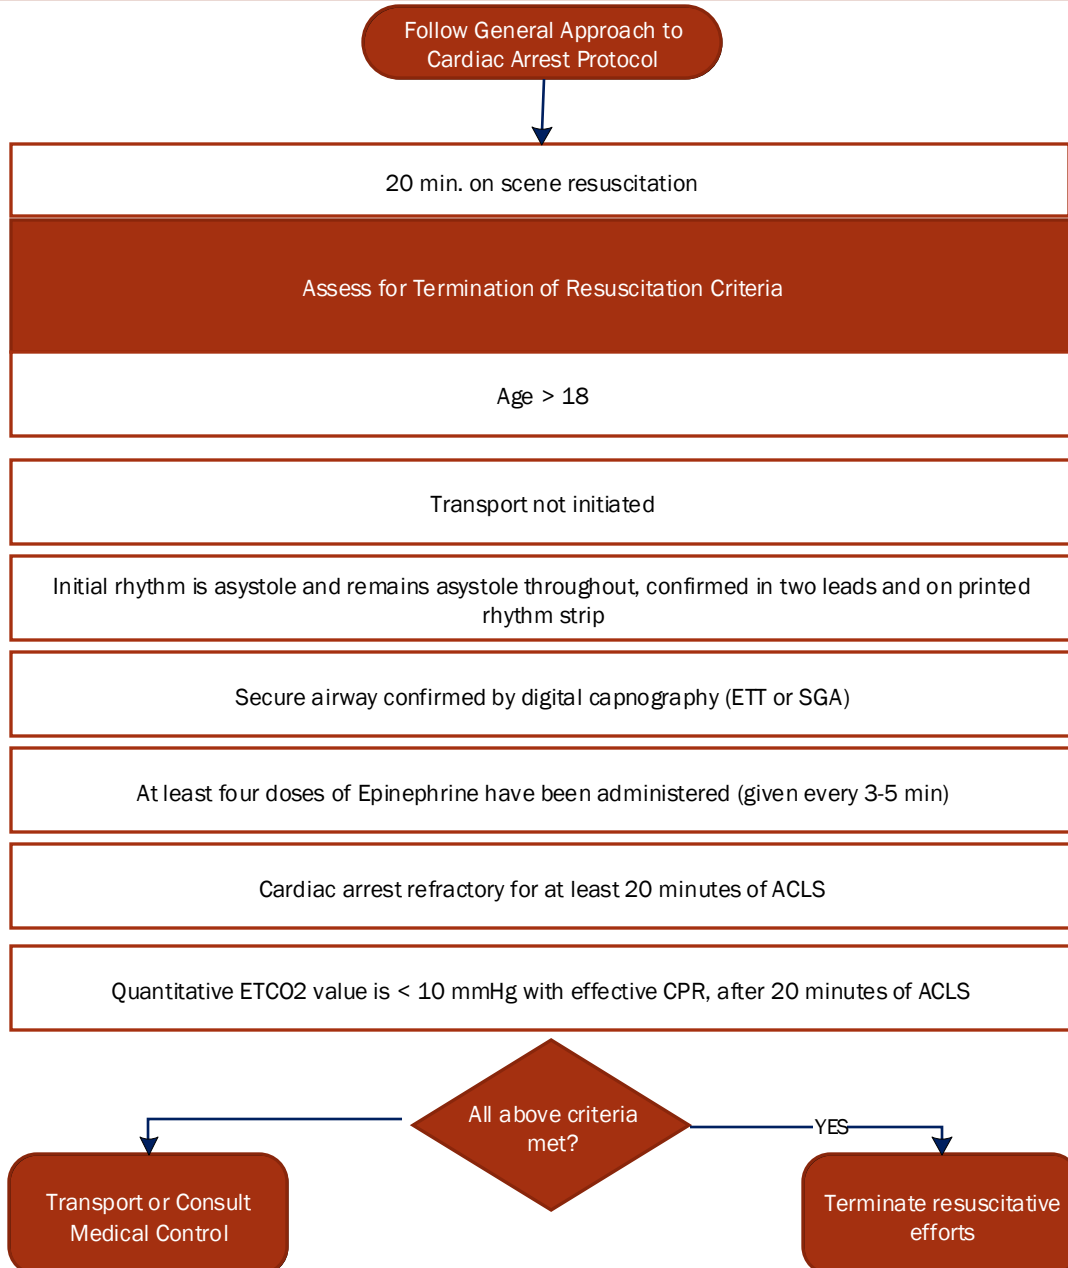 Follow General Approach to
Cardiac Arrest Protocol
20 min. on scene resuscitation
Assess for Termination of Resuscitation Criteria
Age > 18
Transport not initiated
Initial rhythm is asystole and remains asystole throughout, confirmed in two leads and on printed
rhythm strip
Secure airway confirmed by digital capnography (ETT or SGA)
At least four doses of Epinephrine have been administered (given every 3-5 min)
Cardiac arrest refractory for at least 20 minutes of ACLS
Quantitative ETCO2 value is < 10 mmHg with effective CPR, after 20 minutes of ACLS
All above criteria
met?
YES
Transport or Consult
Medical Control
Terminate resuscitative
efforts